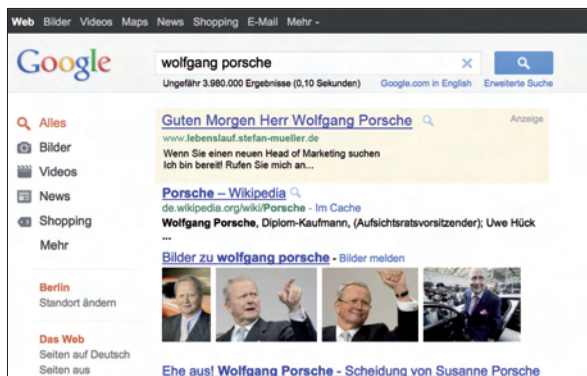 Web Bilder Videos Maps News Shopping E-Mail Mehr
Google
wolfgang porsche
Ungefähr 3.980.000 Ergebnisse (0,10 Sekunden) Google.com in English Erweiterte Suche
Alles
Bilder
Videos
News
Shopping
Mehr
Berlin
Standort ändern
Das Web
Seiten auf Deutsch
Seiten aus
Guten Morgen Herr Wolfgang Porsche Anzeige
www.lebenslauf.stefan-mueller.de
Wenn Sie einen neuen Head of Marketing suchen
Ich bin bereit! Rufen Sie mich an...
Porsche – Wikipedia
de.wikipedia.org/wiki/Porsche - Im Cache
Wolfgang Porsche, Diplom-Kaufmann, (Aufsichtsratsvorsitzender); Uwe Hück
...
Bilder zu wolfgang porsche - Bilder melden
Ehe aus! Wolfgang Porsche - Scheidung von Susanne Porsche